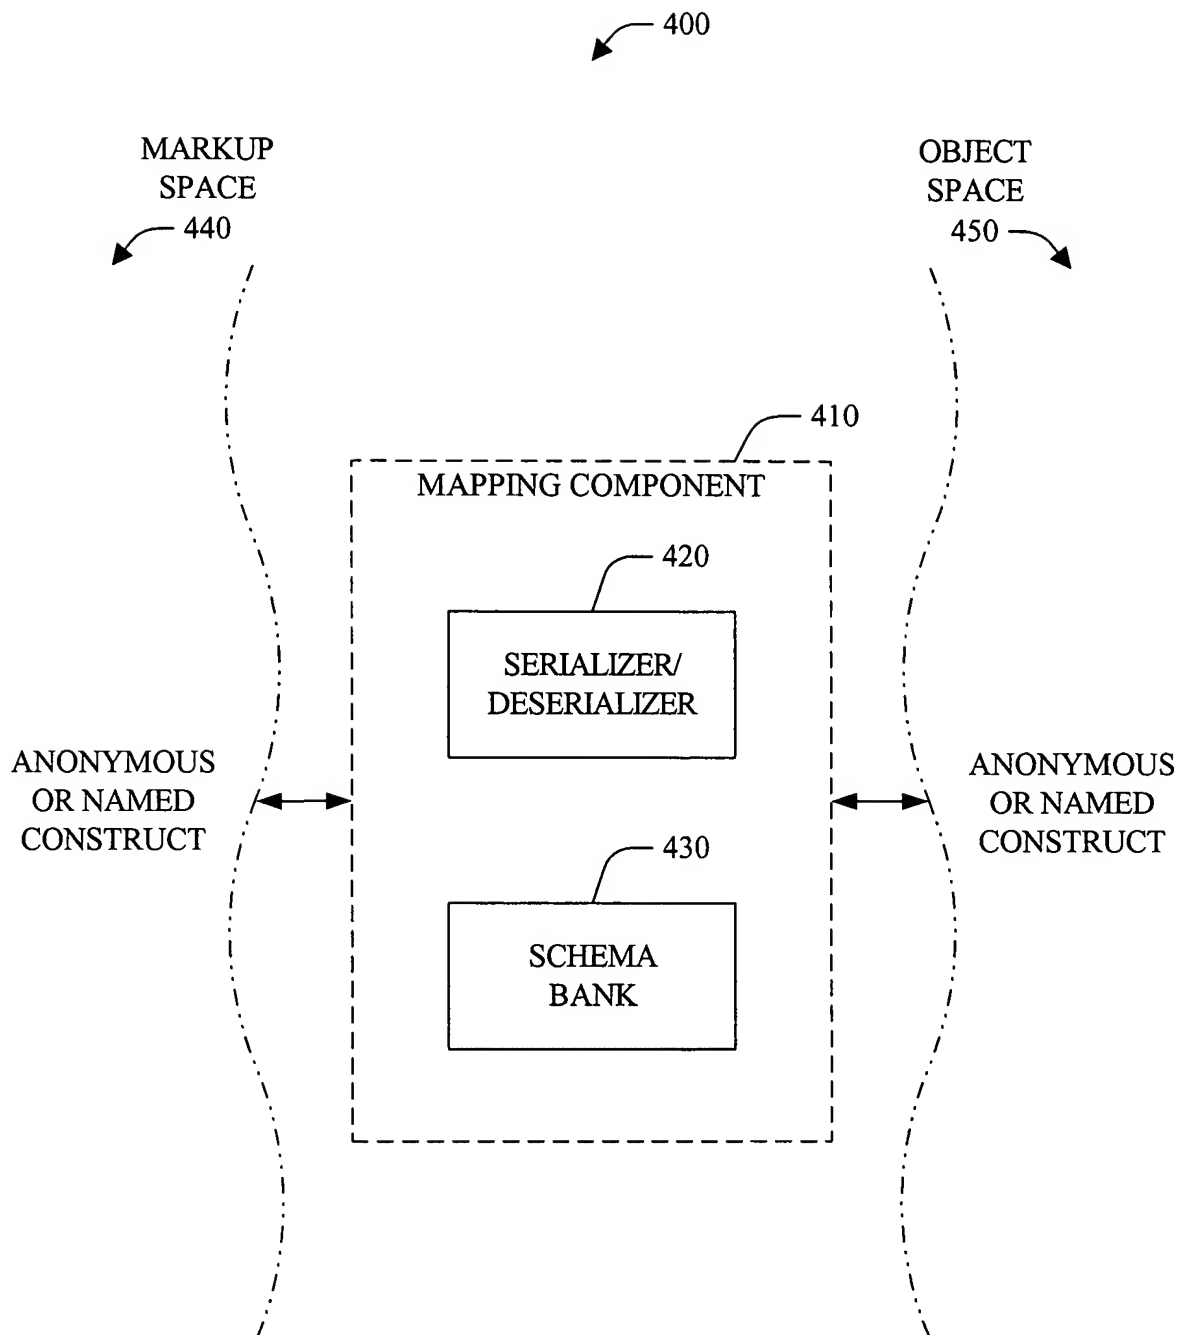 400
MARKUP
SPACE
440
OBJECT
SPACE
450
410
MAPPING COMPONENT
420
SERIALIZER/
DESERIALIZER
ANONYMOUS
OR NAMED
CONSTRUCT
ANONYMOUS
OR NAMED
CONSTRUCT
430
SCHEMA
BANK